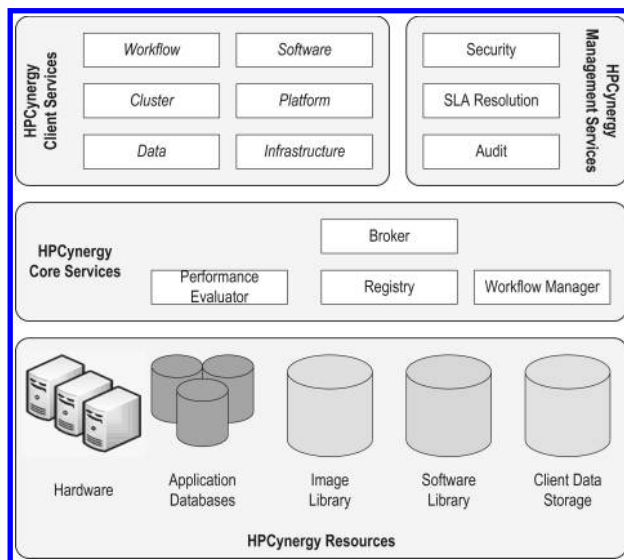 HPCynergy
Client Services
Workflow
Software
Cluster
Platform
Data
Infrastructure
Security
SLA Resolution
Audit
HPCynergy
Management Services
HPCynergy
Core Services
Broker
Performance
Evaluator
Registry
Workflow Manager
Hardware
Application
Databases
Image
Library
Software
Library
Client Data
Storage
HPCynergy Resources